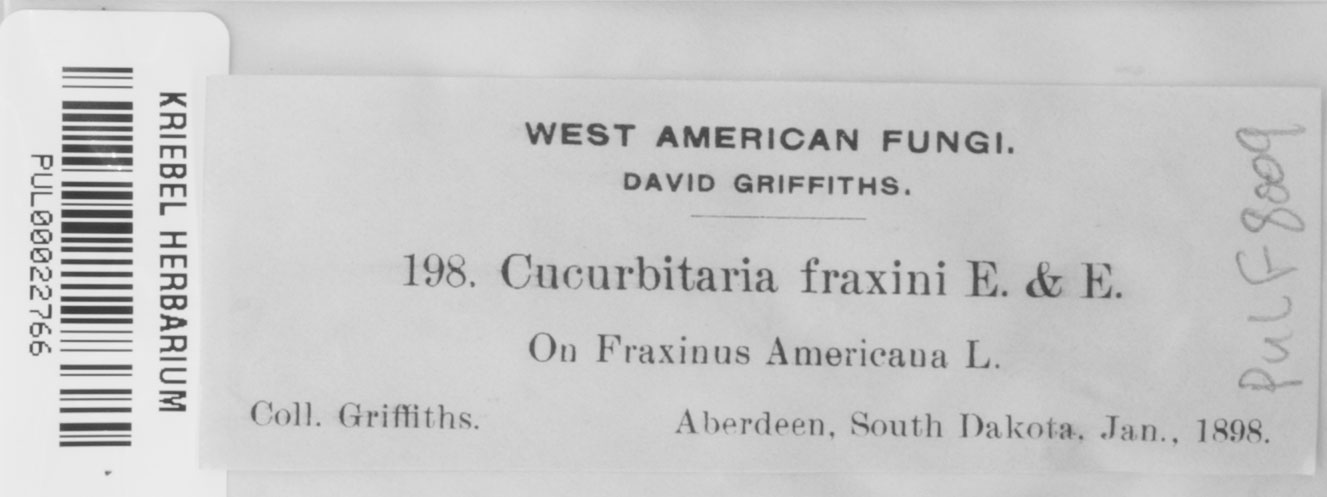 KRIEBEL HERBARIUM
PUL00022766
WEST AMERICAN FUNGI.
DAVID GRIFFITHS.
198. Cucurbitaria fraxini E. & E.
On Fraxinus Americana L.
Coll. Griffiths.
Aberdeen, South Dakota, Jan., 1898.
PUL F 8009